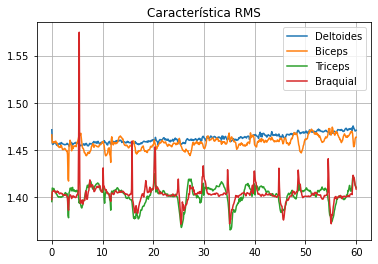 Característica RMS
Deltoides
Biceps
Triceps
Braquial
1.55
1.50
1.45
1.40
0 10 20 30 40 50 60